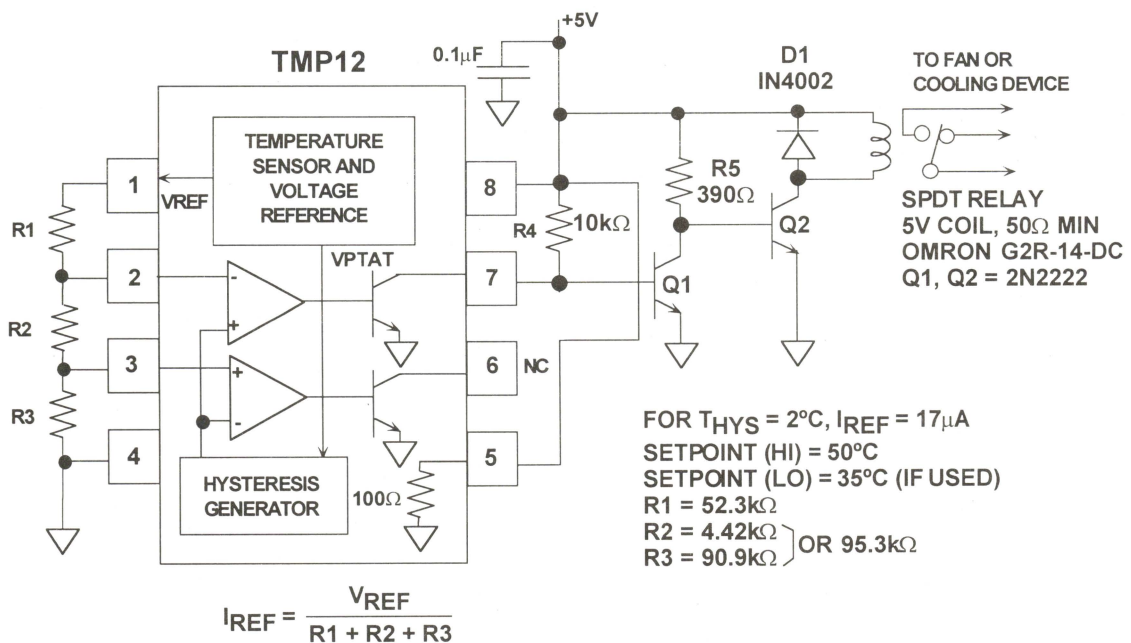 +5V
0.1μF
TMP12
D1
IN4002
TO FAN OR
COOLING DEVICE
TEMPERATURE
SENSOR AND
VOLTAGE
REFERENCE
1
VREF
8
R5
390Ω
R1
R4
10kΩ
SPDT RELAY
5V COIL, 50Ω MIN
OMRON G2R-14-DC
Q1, Q2 = 2N2222
2
VPTAT
7
Q2
Q1
-
+
R2
3
6
NC
+
-
R3
4
5
HYSTERESIS
GENERATOR
100Ω
FOR THYS = 2ºC, IREF = 17μA
SETPOINT (HI) = 50ºC
SETPOINT (LO) = 35ºC (IF USED)
R1 = 52.3kΩ
R2 = 4.42kΩ
R3 = 90.9kΩ
OR 95.3kΩ
IREF = VREF
R1 + R2 + R3